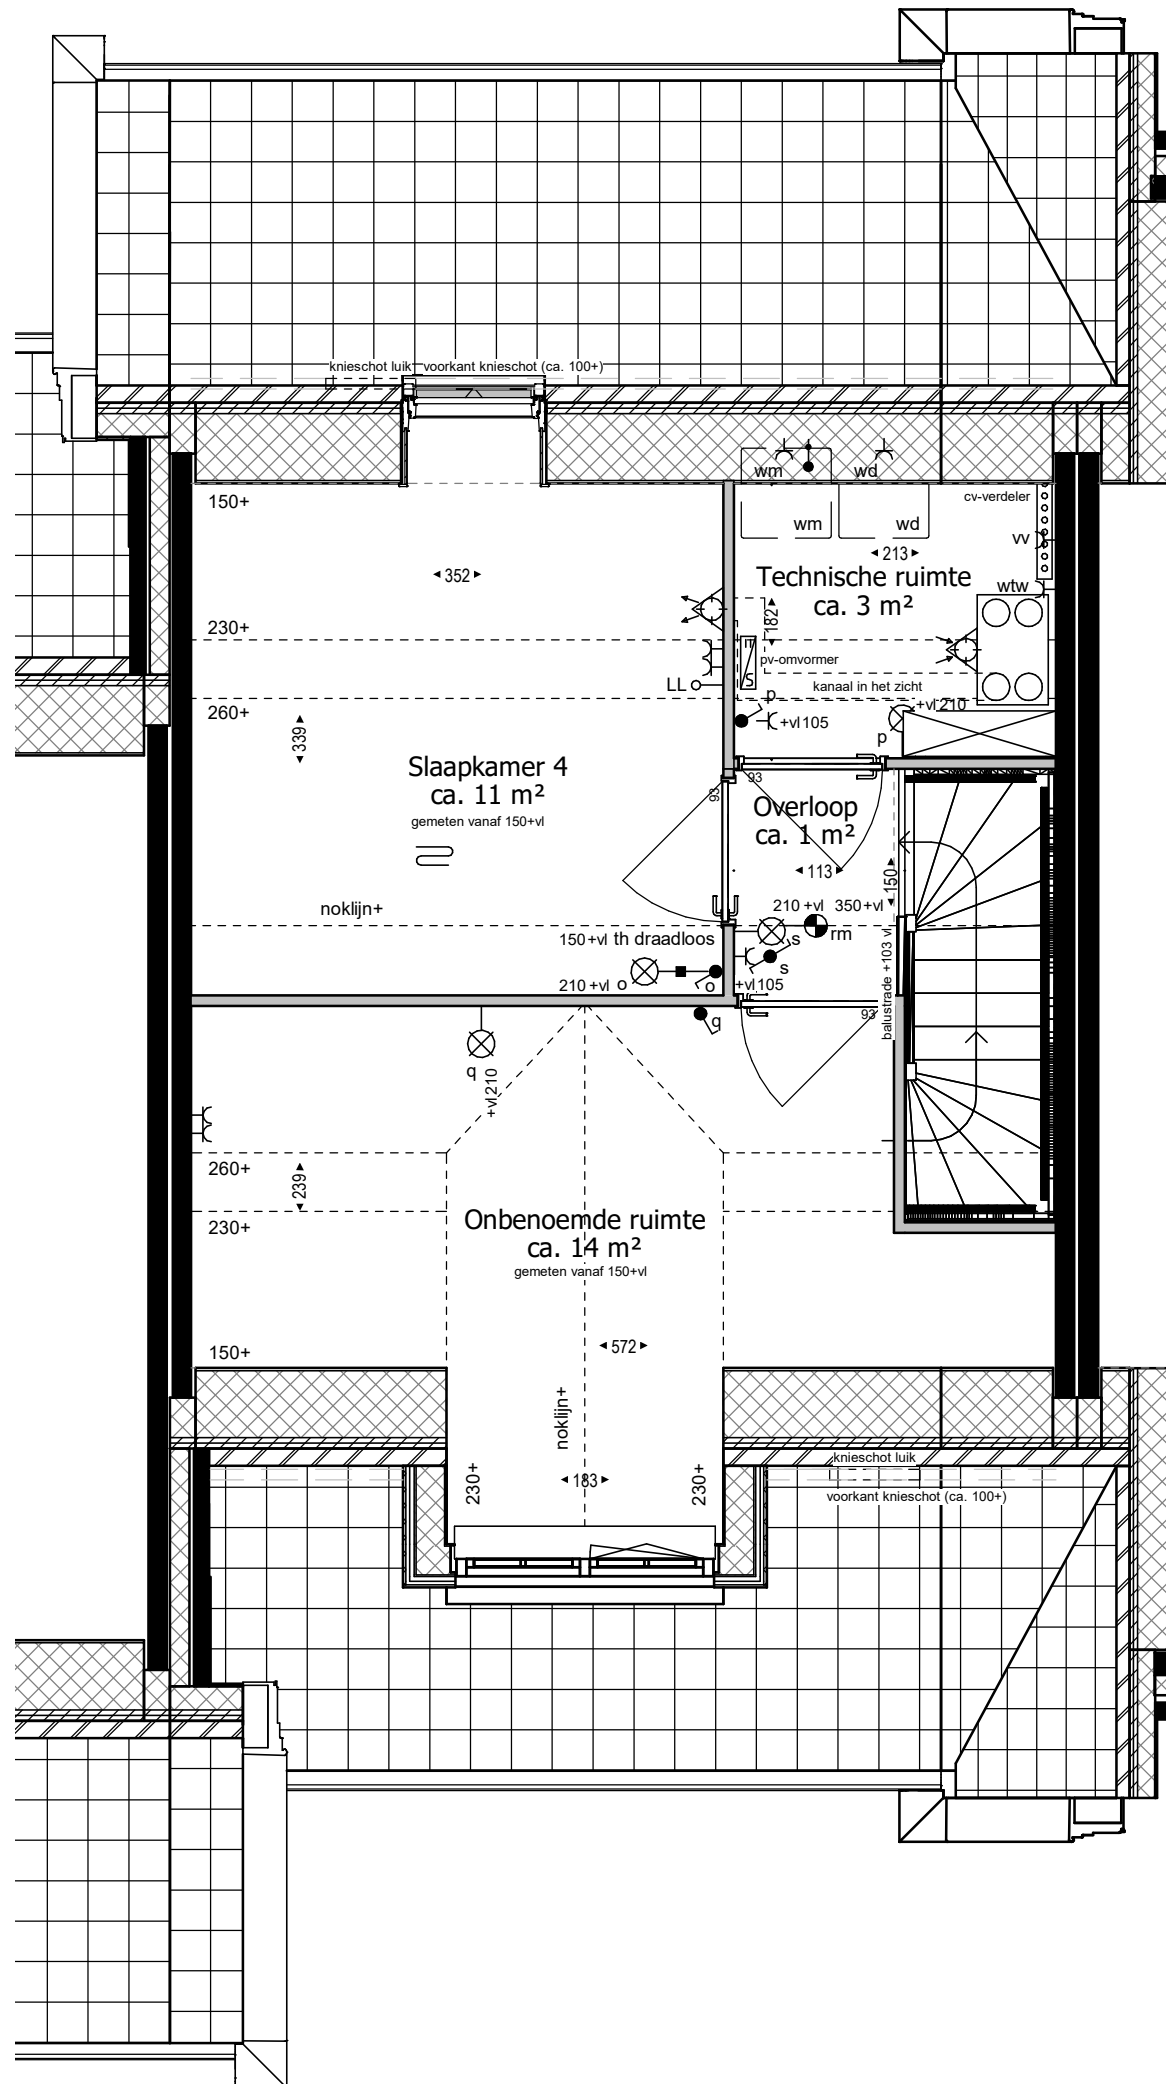 knieschot luik
voorkant knieschot (ca. 100+)
wm
wd
150+
cv-verdeler
wm
wd
vv
213
352
Technische ruimte
ca. 3 m²
wtw
182
230+
pv-omvormer
LL
S
kanaal in het zicht
p
+vl 210
260+
+vl 105
p
339
Slaapkamer 4
ca. 11 m²
gemeten vanaf 150+vl
93
93
Overloop
ca. 1 m²
113
150
noklijn+
210 +vl
350+vl
150+vl th draadloos
s
rm
s
210 +vl
o
o
+vl 105
balustrade +103 vl
93
q
q
+vl 210
260+
239
230+
Onbenoemde ruimte
ca. 14 m²
gemeten vanaf 150+vl
150+
572
noklijn+
knieschot luik
230+
183
230+
voorkant knieschot (ca. 100+)